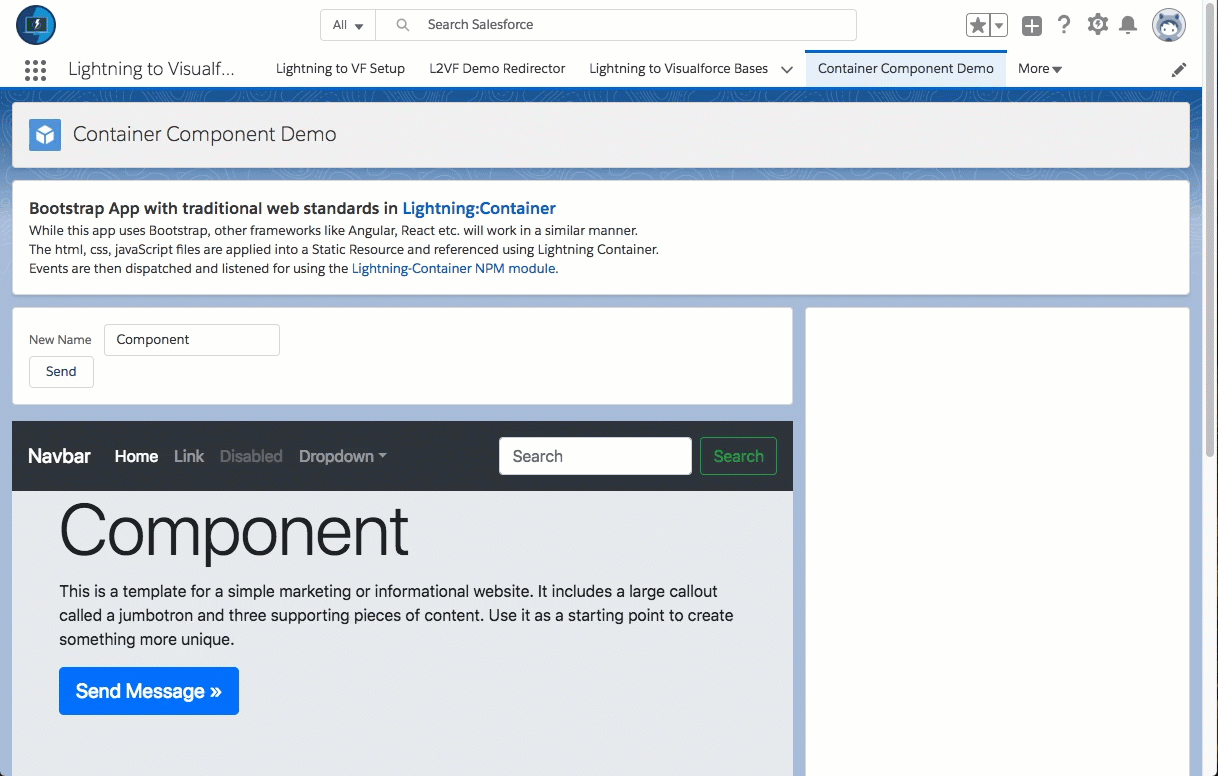 All
Search Salesforce
Lightning to Visualf...
Lightning to VF Setup
L2VF Demo Redirector
Lightning to Visualforce Bases
Container Component Demo
More
Container Component Demo
Bootstrap App with traditional web standards in Lightning:Container
While this app uses Bootstrap, other frameworks like Angular, React etc. will work in a similar manner.
The html, css, javaScript files are applied into a Static Resource and referenced using Lightning Container.
Events are then dispatched and listened for using the Lightning-Container NPM module.
New Name
Component
Send
Navbar
Home
Link
Disabled
Dropdown
Search
Search
Component
This is a template for a simple marketing or informational website. It includes a large callout
called a jumbotron and three supporting pieces of content. Use it as a starting point to create
something more unique.
Send Message »